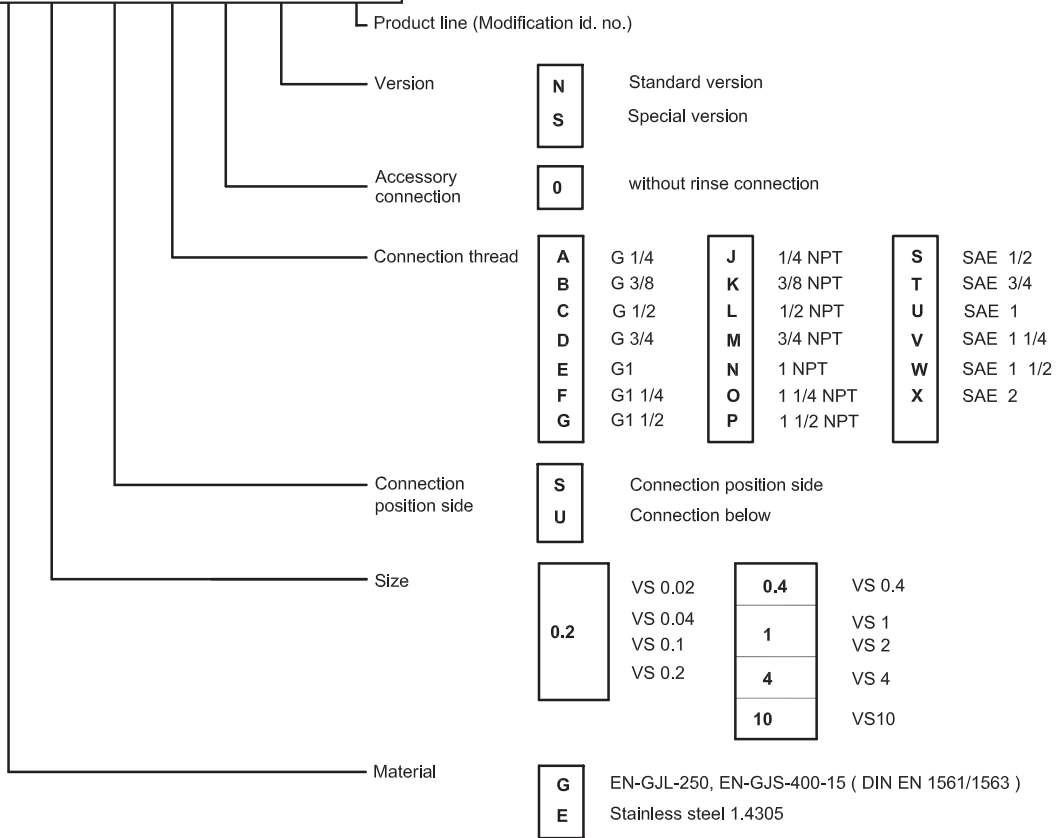 Product line (Modification id. no.)
Version
N Standard version
S Special version
Accessory
connection
0 without rinse connection
Connection thread
A G 1/4 J 1/4 NPT S SAE 1/2
B G 3/8 K 3/8 NPT T SAE 3/4
C G 1/2 L 1/2 NPT U SAE 1
D G 3/4 M 3/4 NPT V SAE 1 1/4
E G1 N 1 NPT W SAE 1 1/2
F G1 1/4 O 1 1/4 NPT X SAE 2
G G1 1/2 P 1 1/2 NPT
Connection
position side
S Connection position side
U Connection below
Size
VS 0.02 0.4 VS 0.4
VS 0.04 VS 1
0.2 VS 0.1 1 VS 2
VS 0.2 4 VS 4
10 VS10
Material
G EN-GJL-250, EN-GJS-400-15 ( DIN EN 1561/1563 )
E Stainless steel 1.4305